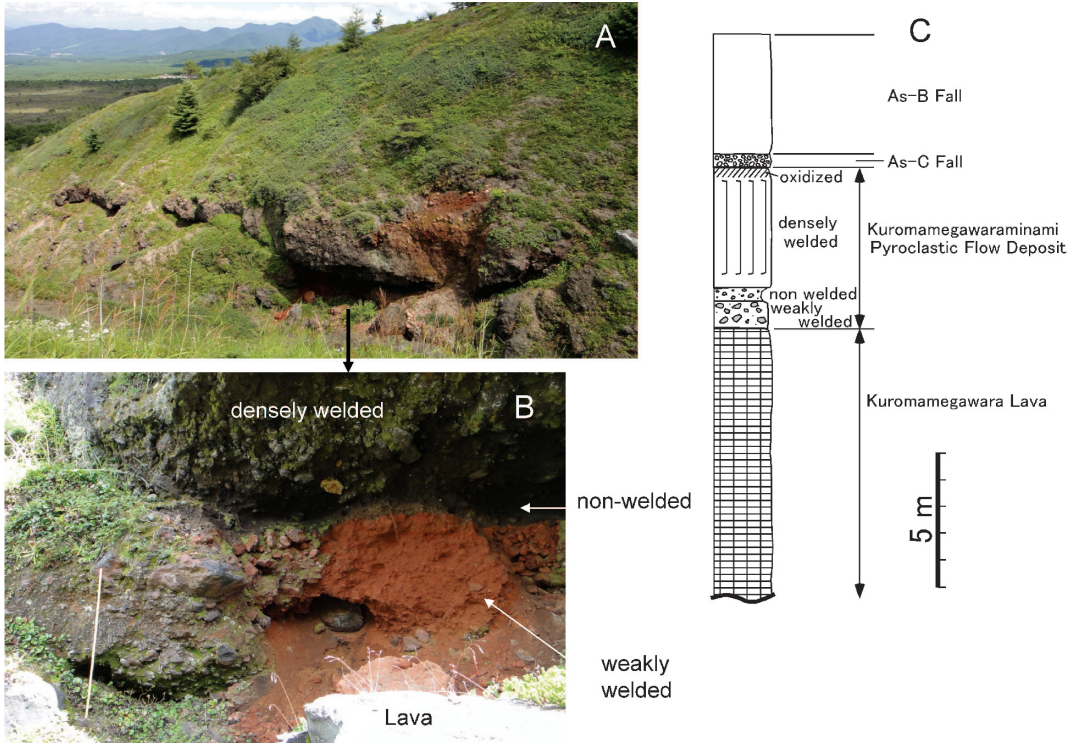 A
densely welded
B
non-welded
weakly
welded
Lava
C
As-B Fall
As-C Fall
oxidized
densely
welded
Kuromamegawaraminami
Pyroclastic Flow Deposit
non welded
weakly
welded
Kuromamegawara Lava
5 m